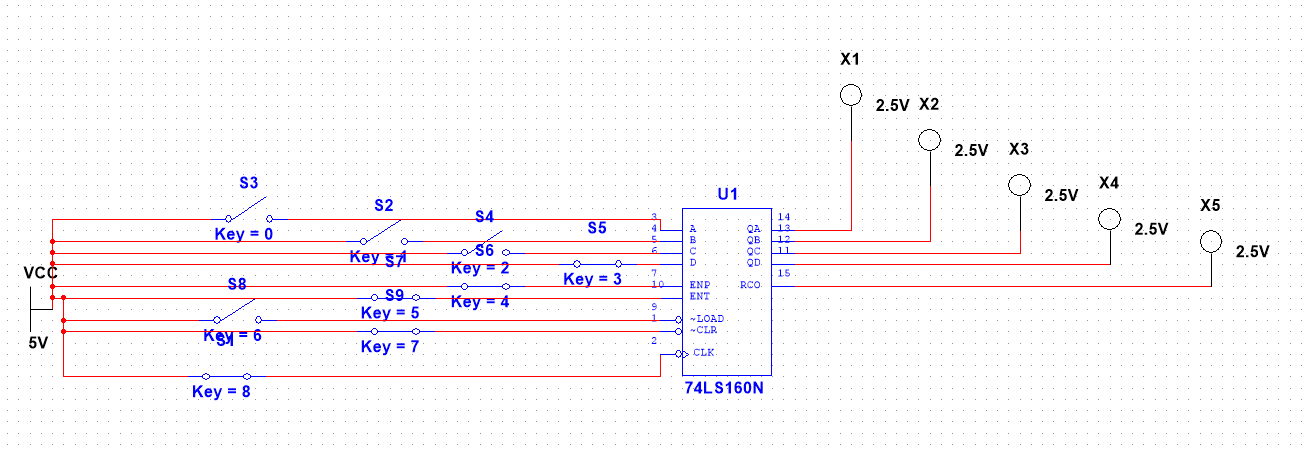 X1
2.5V
X2
2.5V
X3
2.5V
X4
2.5V
X5
2.5V
S3
Key = 0
S2
Key = 1
S4
Key = 2
S5
Key = 3
S6
S7
Key = 4
S9
Key = 5
S8
Key = 6
S1
Key = 7
Key = 8
VCC
5V
U1
3
4
5
6
7
10
9
1
2
A
B
C
D
ENP
ENT
~LOAD
~CLR
CLK
QA
QB
QC
QD
RCO
14
13
12
11
15
74LS160N